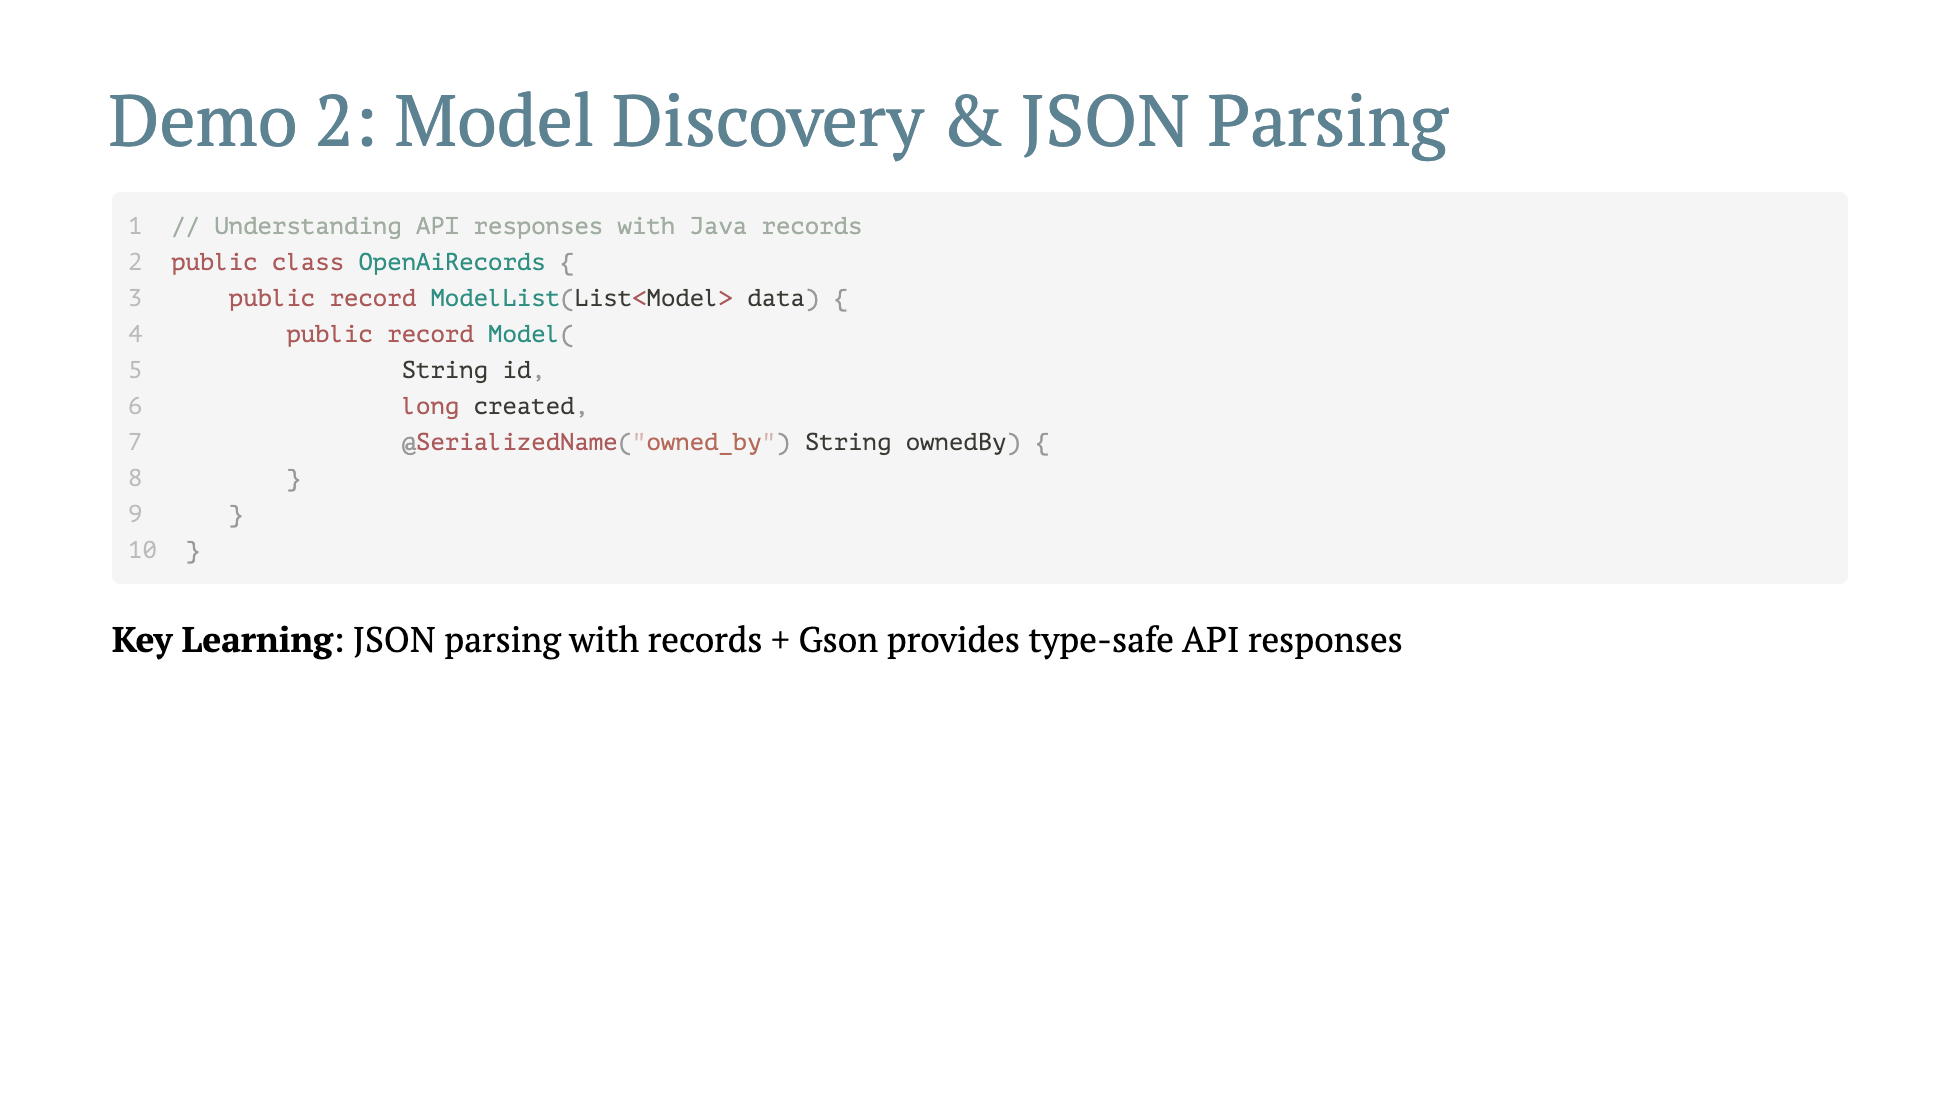 Demo 2: Model Discovery & JSON Parsing
1 // Understanding API responses with Java records
2 public class OpenAiRecords {
3     public record ModelList(List<Model> data) {
4         public record Model(
5                 String id,
6                 long created,
7                 @SerializedName("owned_by") String ownedBy) {
8         }
9     }
10 }
Key Learning: JSON parsing with records + Gson provides type-safe API responses